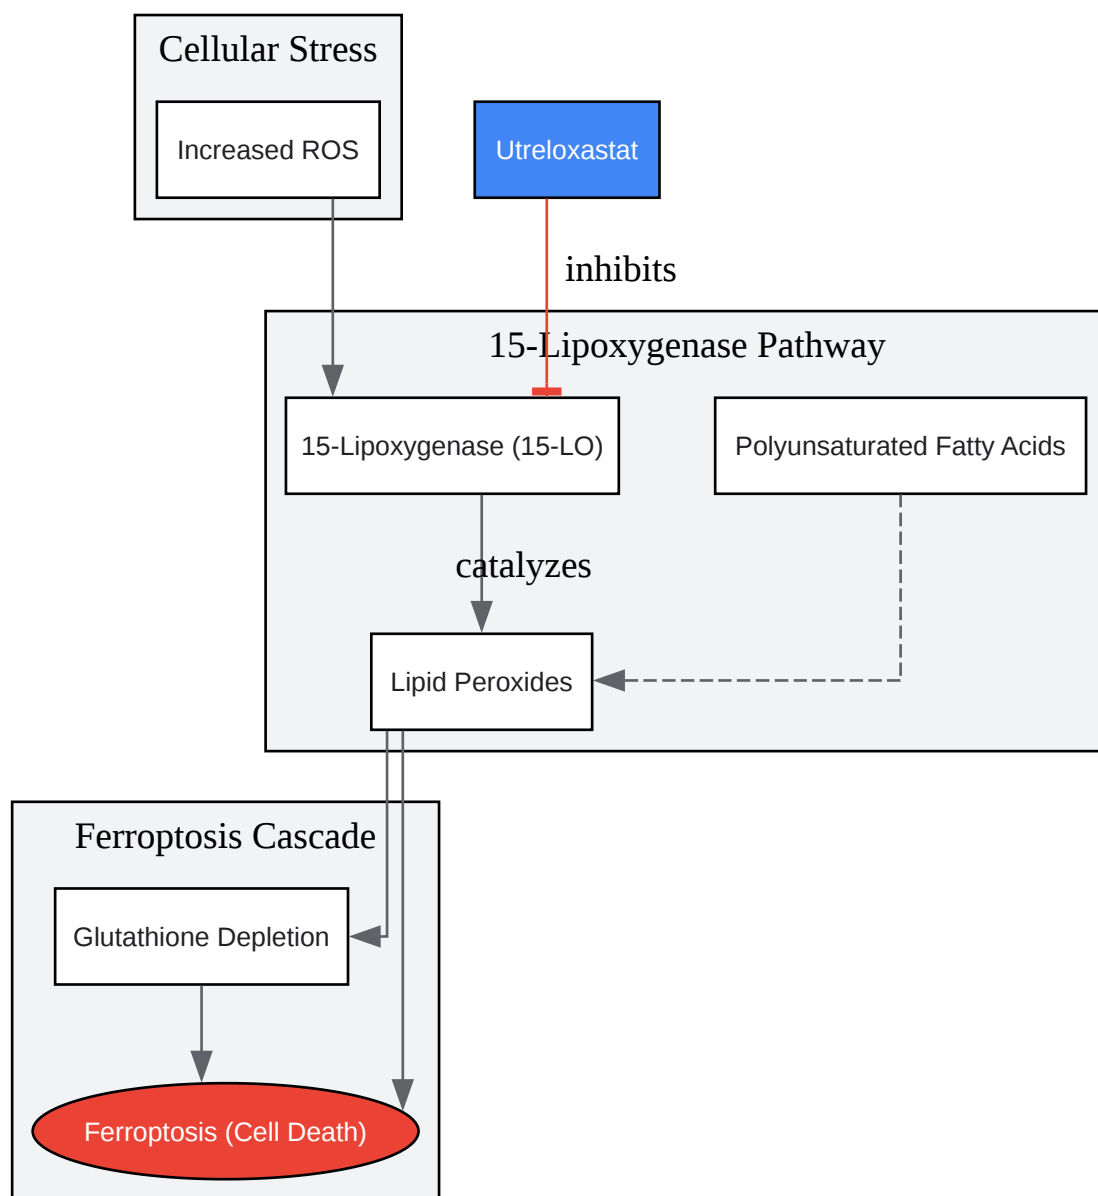 Cellular Stress
Increased ROS
Utreloxastat
inhibits
15-Lipoxygenase Pathway
15-Lipoxygenase (15-LO)
Polyunsaturated Fatty Acids
catalyzes
Lipid Peroxides
Ferroptosis Cascade
Glutathione Depletion
Ferroptosis (Cell Death)